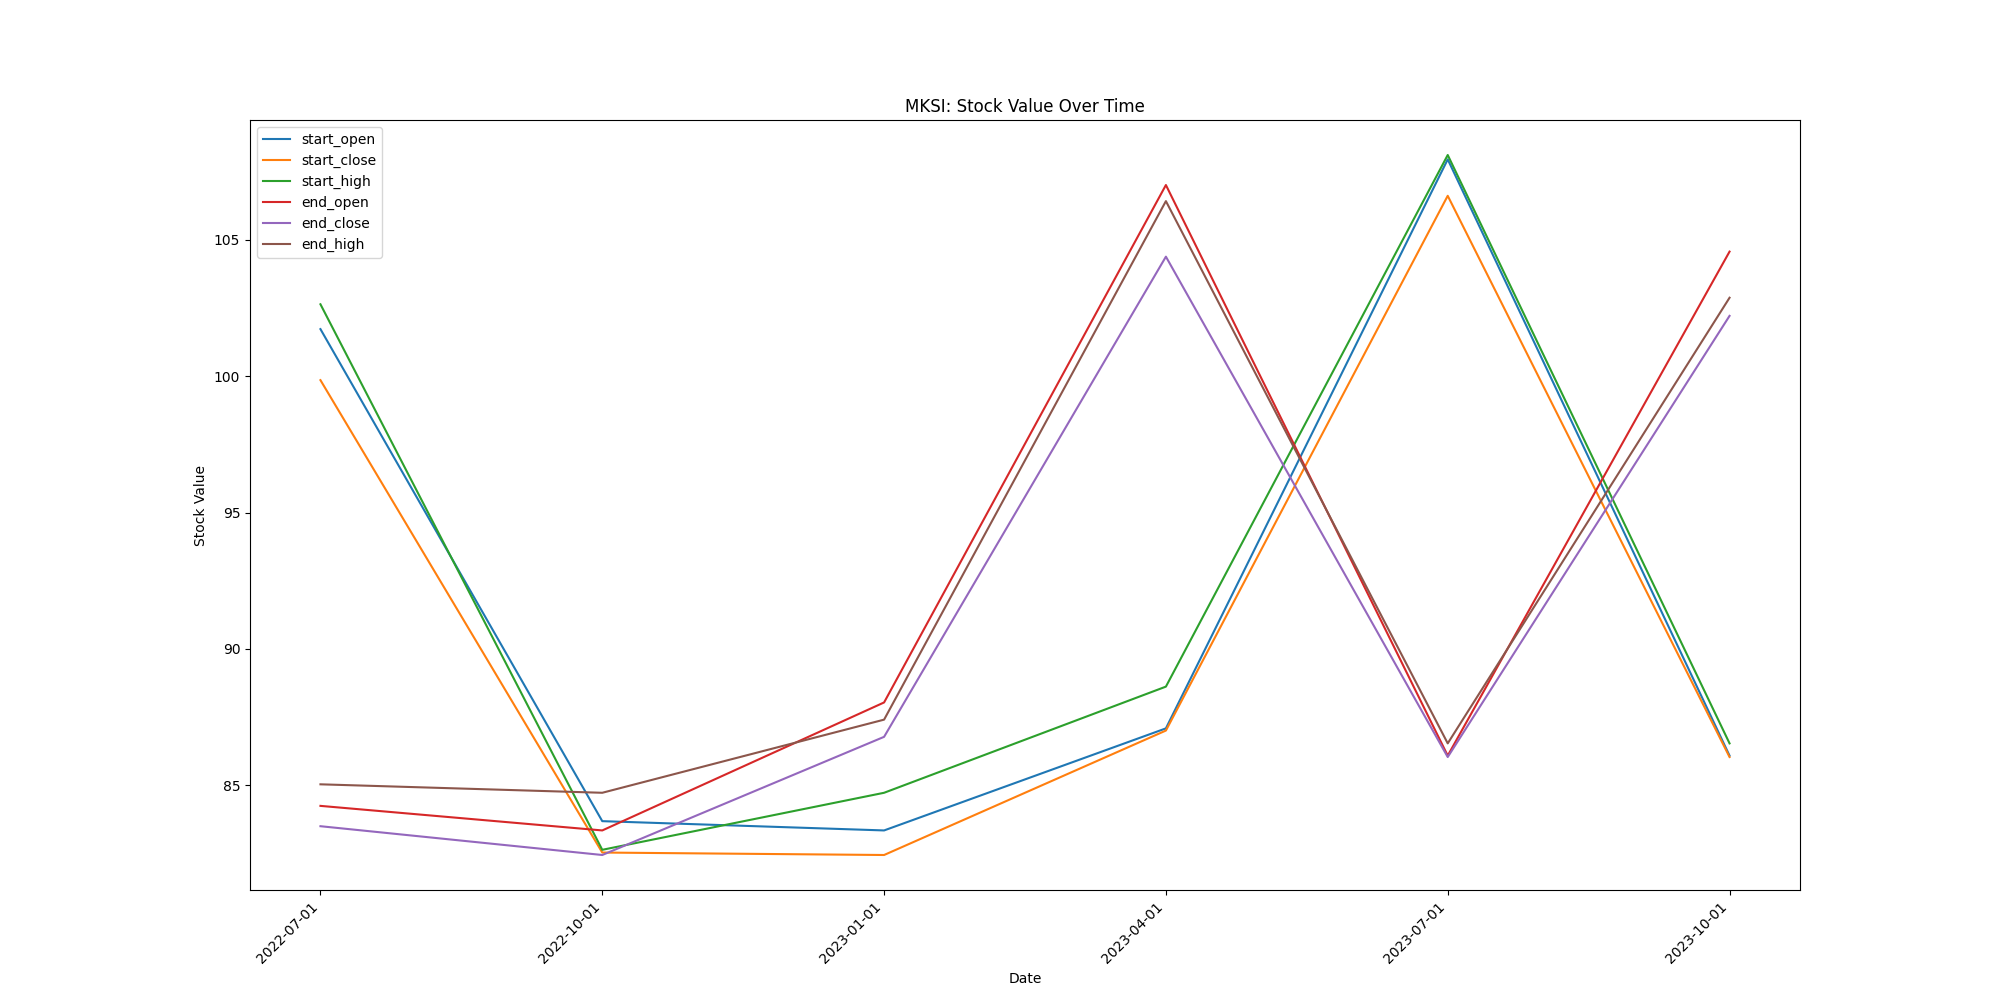 MKSI: Stock Value Over Time
start_open
start_close
start_high
end_open
end_close
end_high
105
100
95
90
85
Stock Value
2022-07-01
2022-10-01
2023-01-01
2023-04-01
2023-07-01
2023-10-01
Date